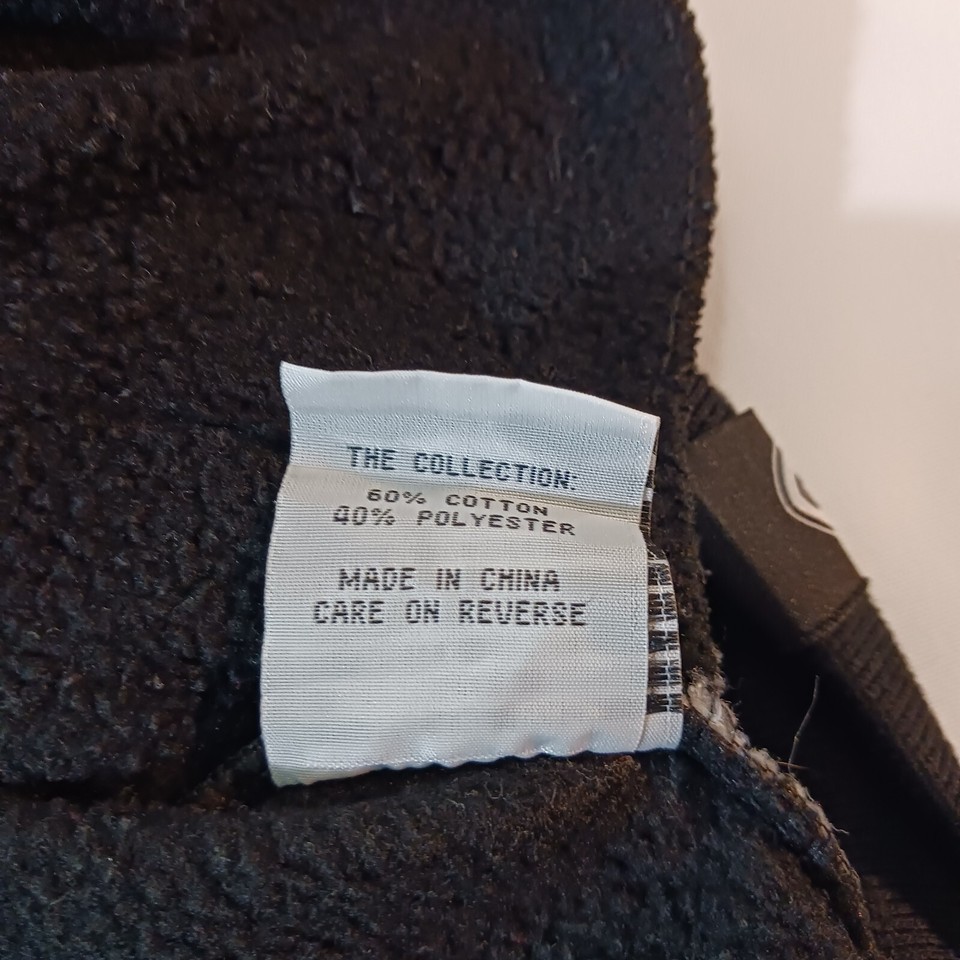 THE COLLECTION:
60% COTTON
40% POLYESTER
MADE IN CHINA
CARE ON REVERSE